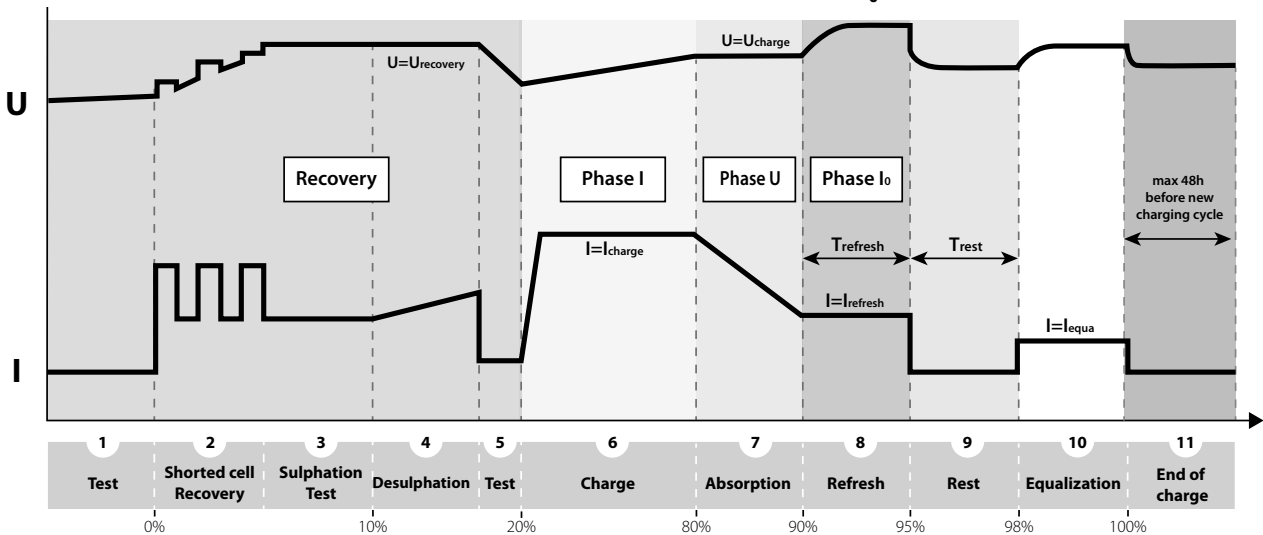 U=Urecovery
U=Ucharge
U
Recovery
Phase I
Phase U
Phase I0
max 48h
before new
charging cycle
I=Icharge
Trefresh
Trest
I=Irefresh
I=Iequa
I
1
2
3
4
5
6
7
8
9
10
11
Test
Shorted cell
Recovery
Sulphation
Test
Desulphation
Test
Charge
Absorption
Refresh
Rest
Equalization
End of
charge
0%
10%
20%
80%
90%
95%
98%
100%